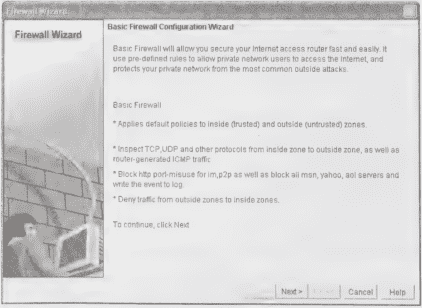 Firewall Wizard
Firewall Wizard
Basic Firewall Configuration Wizard
Basic Firewall will allow you secure your Internet access router fast and easily. It
use pre-defined rules to allow private network users to access the Internet, and
protects your private network from the most common outside attacks.
Basic Firewall
* Applies default policies to inside (trusted) and outside (untrusted) zones.
* Inspect TCP,UDP and other protocols from inside zone to outside zone, as well as
router-generated ICMP traffic
* Block http port-misuse for im,p2p as well as block all msn, yahoo, aol servers and
write the event to log.
* Deny traffic from outside zones to inside zones.
To continue, click Next
Next >
Cancel
Help